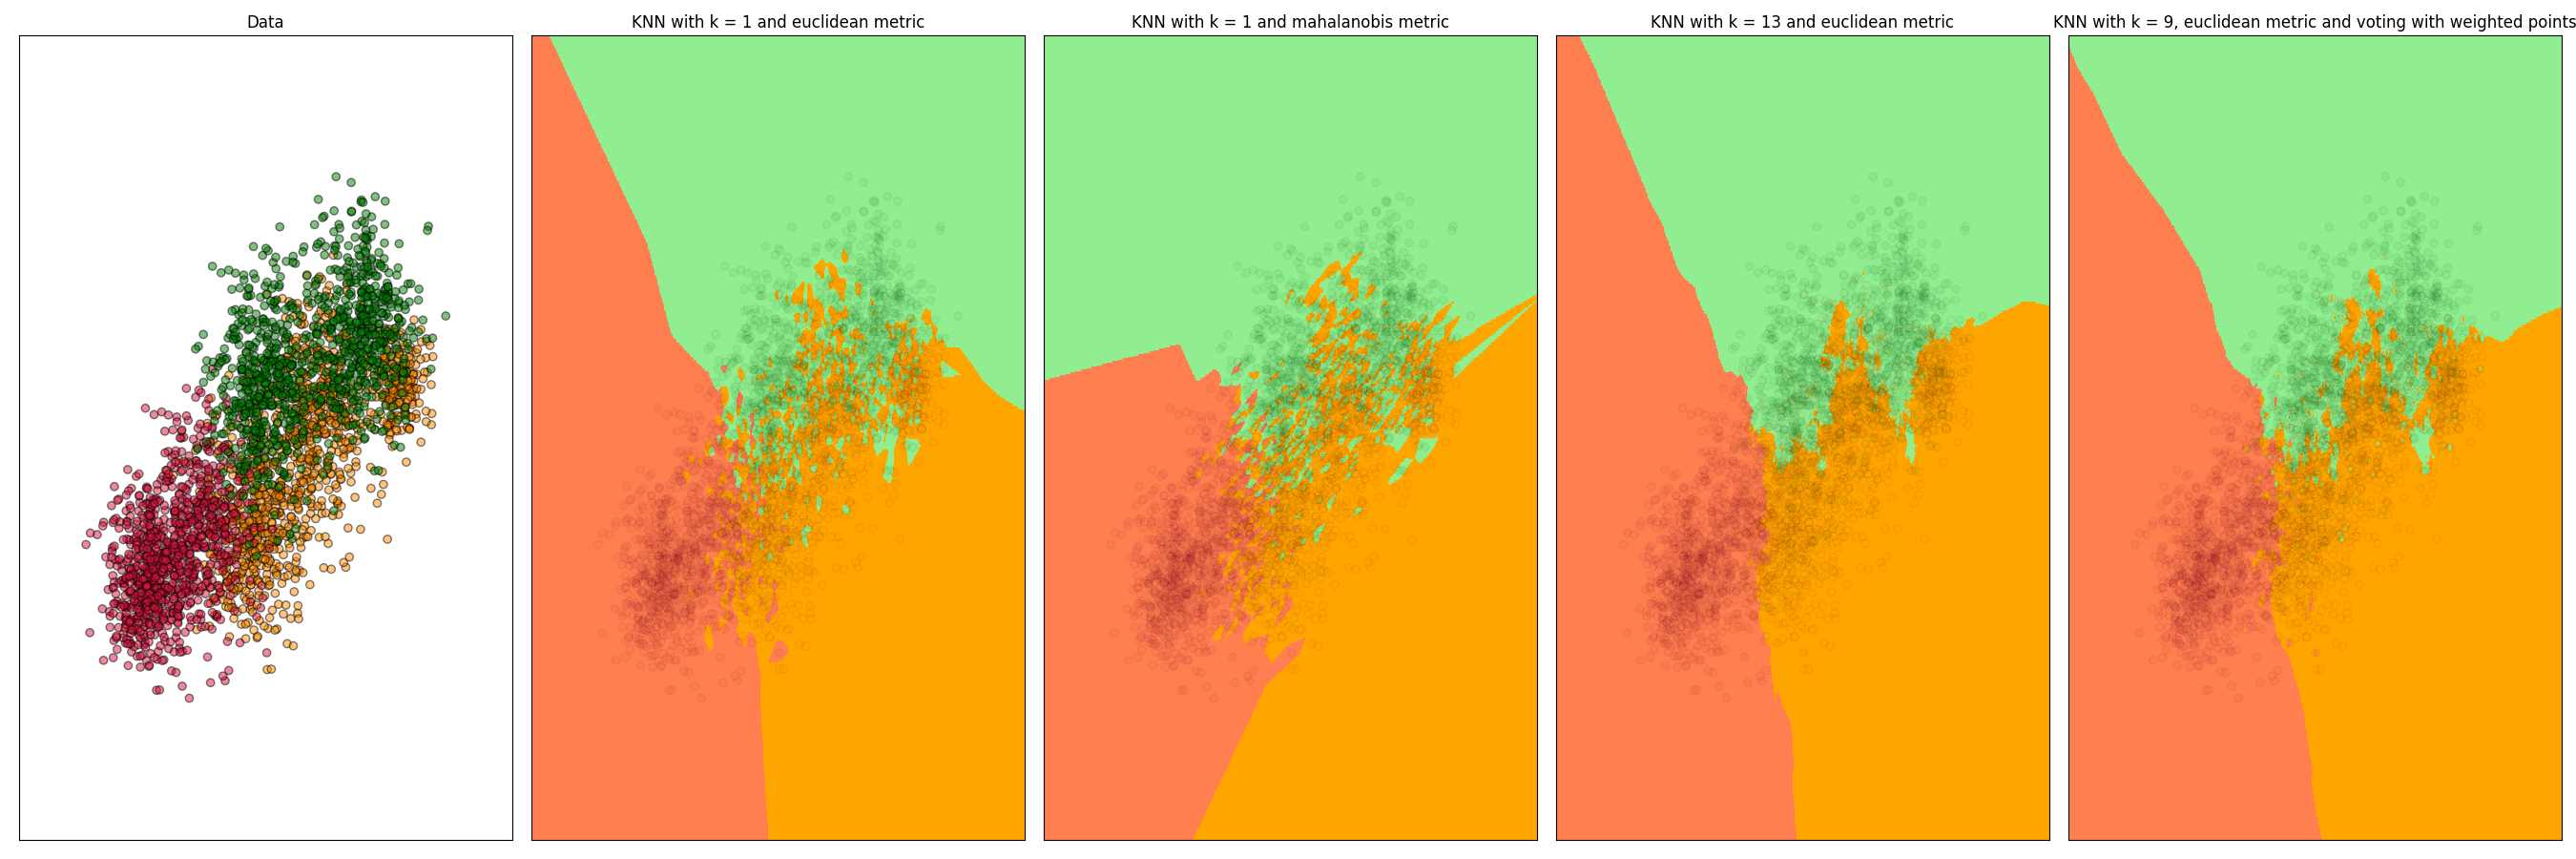 Data
KNN with k = 1 and euclidean metric
KNN with k = 1 and mahalanobis metric
KNN with k = 13 and euclidean metric
KNN with k = 9, euclidean metric and voting with weighted points